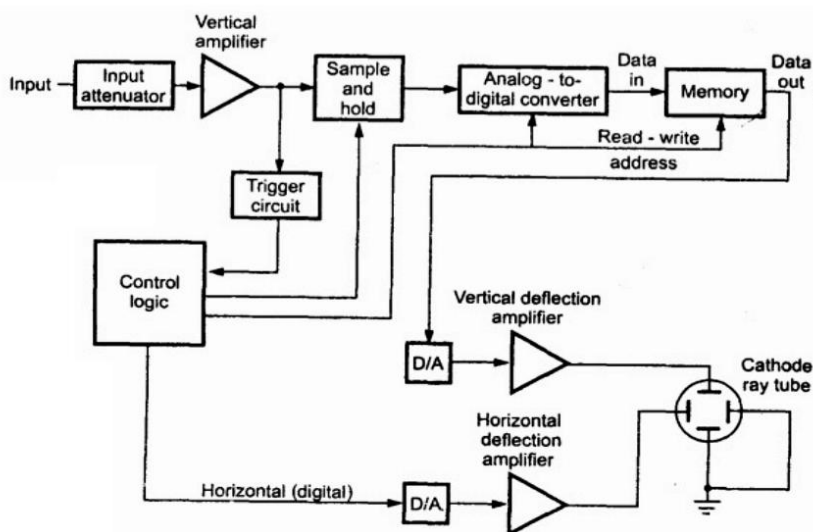 Vertical
amplifier
Input
Input
attenuator
Sample
and
hold
Analog - to-
digital converter
Data
in
Memory
Data
out
Read - write
address
Trigger
circuit
Control
logic
Vertical deflection
amplifier
D/A
Cathode
ray tube
Horizontal
deflection
amplifier
Horizontal (digital)
D/A.